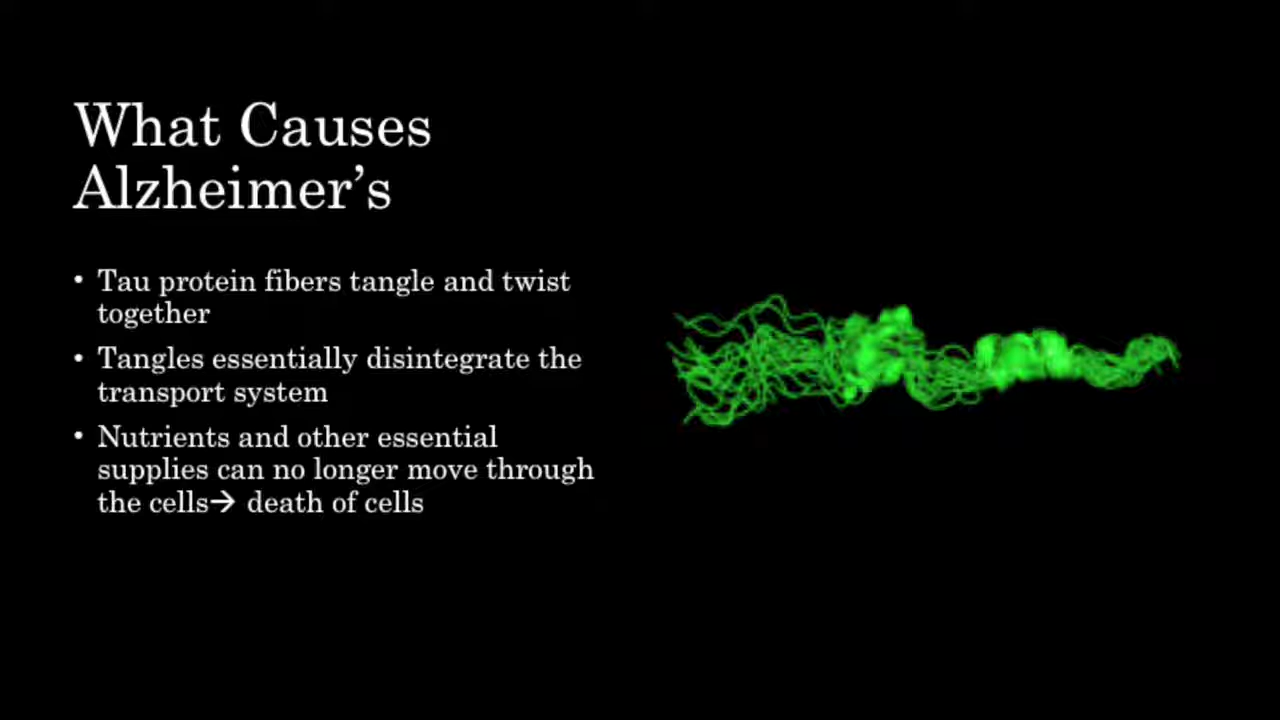 What Causes
Alzheimer’s
• Tau protein fibers tangle and twist
together
• Tangles essentially disintegrate the
transport system
• Nutrients and other essential
supplies can no longer move through
the cells→ death of cells